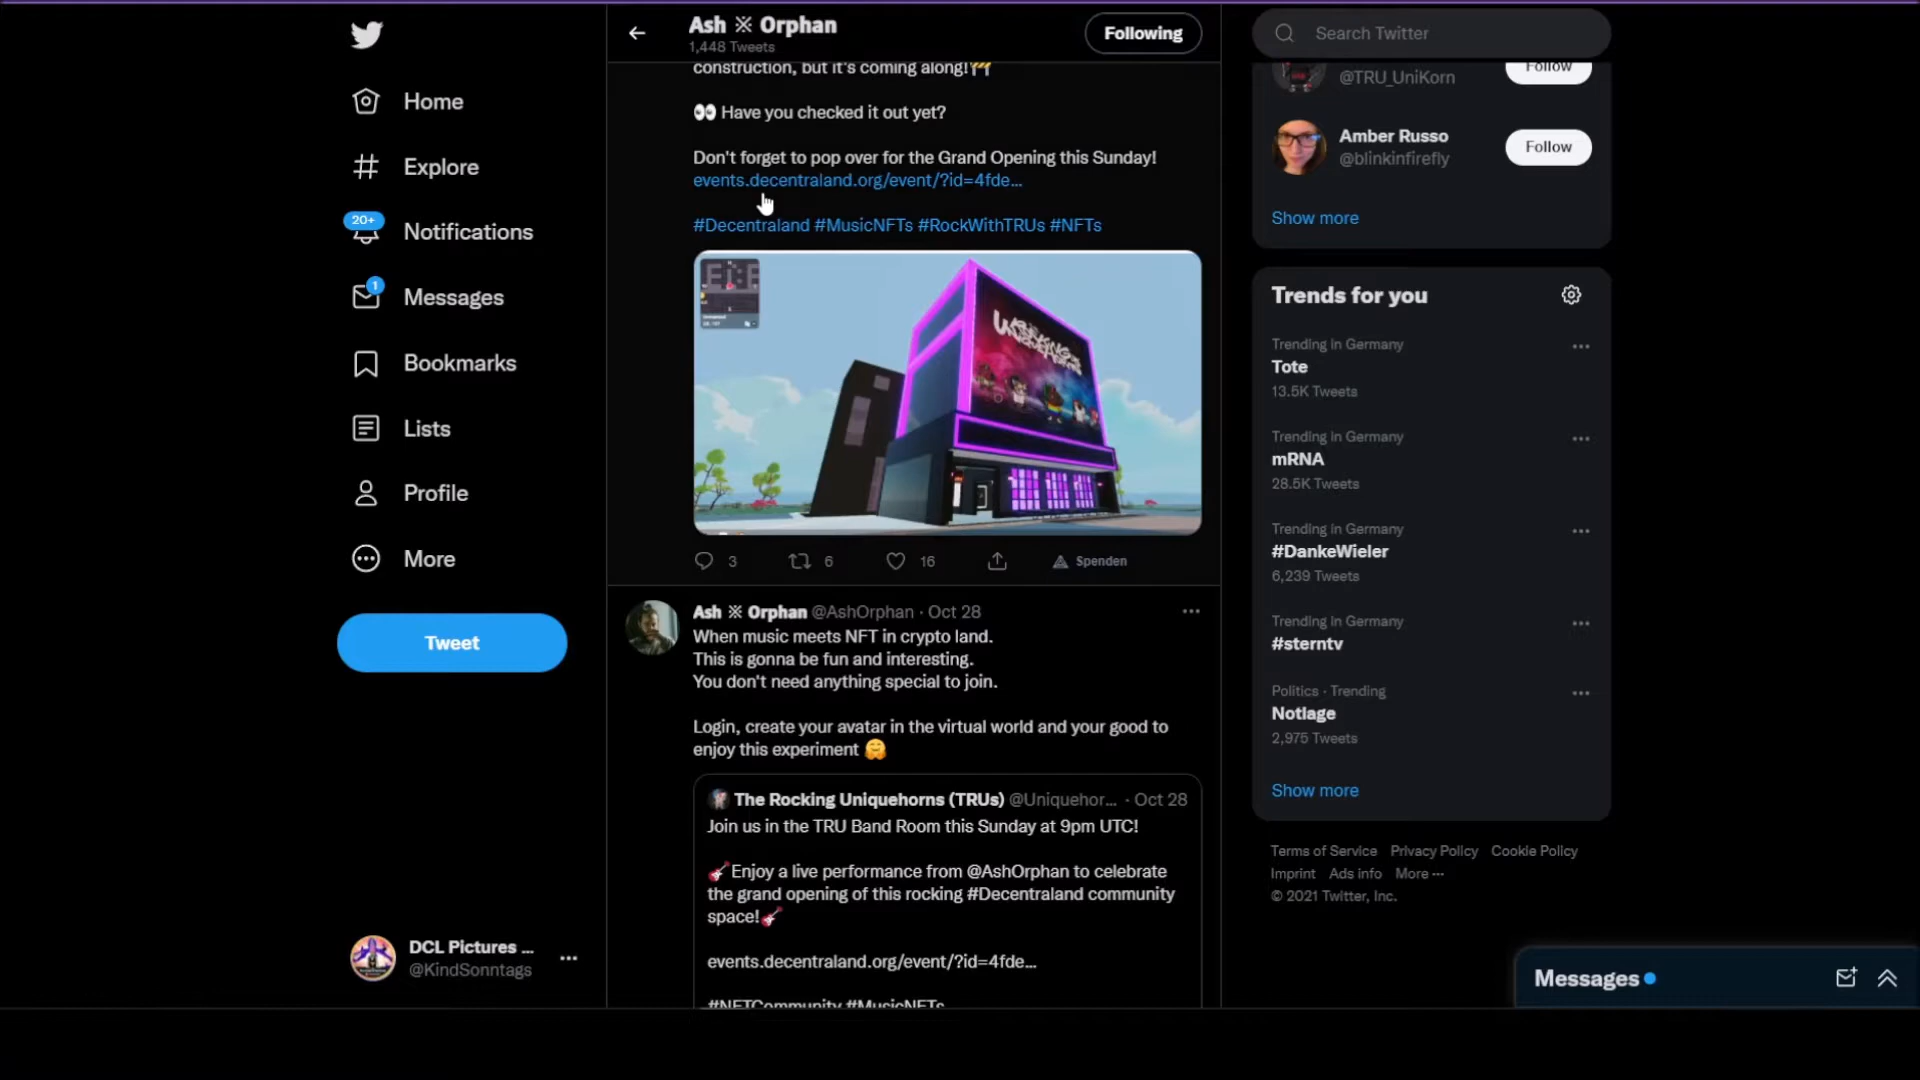 Home
Explore
20+
Notifications
1
Messages
Bookmarks
Lists
Profile
More
Tweet
DCL Pictures ...
@KindSonntags
Ash ※ Orphan
1,448 Tweets
Following
construction, but it's coming along!🚧
👀 Have you checked it out yet?
Don't forget to pop over for the Grand Opening this Sunday!
events.decentraland.org/event/?id=4fde...
#Decentraland #MusicNFTs #RockWithTRUs #NFTs
3
6
16
Spenden
Ash ※ Orphan @AshOrphan · Oct 28
When music meets NFT in crypto land.
This is gonna be fun and interesting.
You don't need anything special to join.
Login, create your avatar in the virtual world and your good to
enjoy this experiment 🤗
The Rocking Uniquehorns (TRUs) @Uniquehor... · Oct 28
Join us in the TRU Band Room this Sunday at 9pm UTC!
🎸Enjoy a live performance from @AshOrphan to celebrate
the grand opening of this rocking #Decentraland community
space!🎸
events.decentraland.org/event/?id=4fde...
#NFTCommunity #MusicNFTs
Search Twitter
@TRU_UniKorn
Follow
Amber Russo
@blinkinfirefly
Follow
Show more
Trends for you
Trending in Germany
Tote
13.5K Tweets
Trending in Germany
mRNA
28.5K Tweets
Trending in Germany
#DankeWieler
6,239 Tweets
Trending in Germany
#sterntv
Politics · Trending
Notlage
2,975 Tweets
Show more
Terms of Service Privacy Policy Cookie Policy
Imprint Ads info More ...
© 2021 Twitter, Inc.
Messages